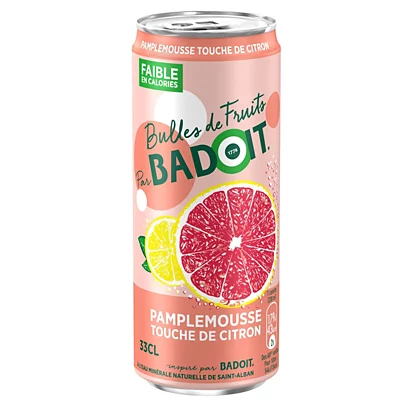 PAMPLEMOUSSE TOUCHE DE CITRON
FAIBLE
EN CALORIES
Bulles de Fruits
Par BADOIT.
1778
PAMPLEMOUSSE
TOUCHE DE CITRON
33CL
inspiré par BADOIT.
EAU MINÉRALE NATURELLE DE SAINT-ALBAN